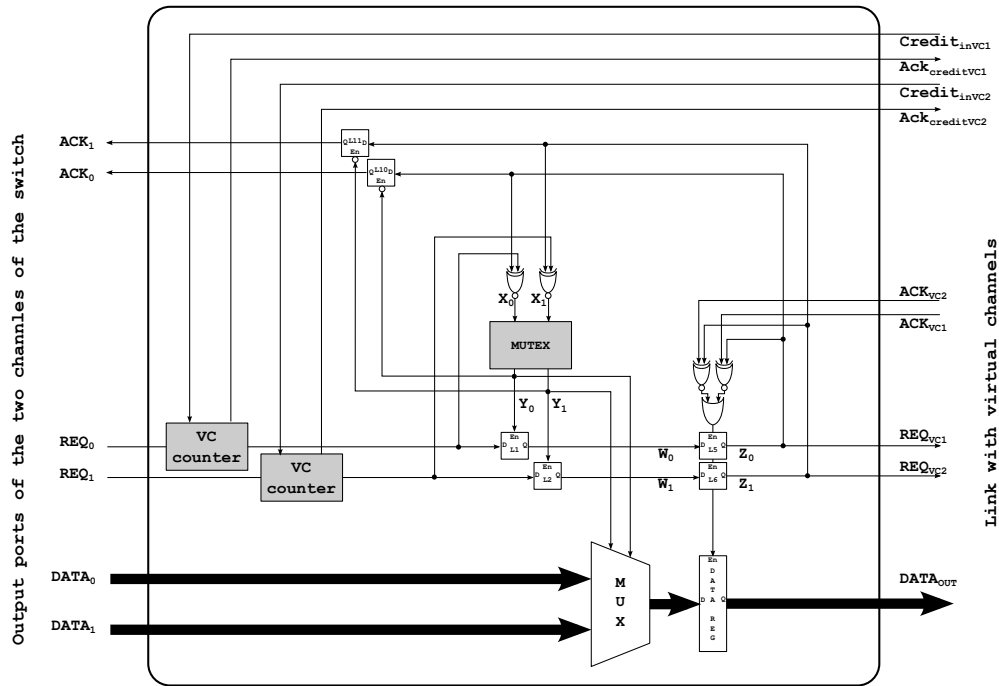 Output ports of the two channles of the switch
Link with virtual channels
Credit_inVC1
Ack_creditVC1
Credit_inVC2
Ack_creditVC2
ACK_1
Q L11 D
En
ACK_0
Q L10 D
En
X_0 X_1
MUTEX
Y_0 Y_1
ACK_VC2
ACK_VC1
REQ_0
VC
counter
En
D Q
L1
W_0
En
D Q
L5
Z_0
REQ_VC1
REQ_1
VC
counter
En
D Q
L2
W_1
En
D Q
L6
Z_1
REQ_VC2
DATA_0
DATA_1
MUX
En
D Q
DATA REG
DATA_OUT